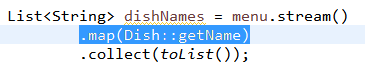 List<String> dishNames = menu.stream()
.map(Dish::getName)
.collect(toList());